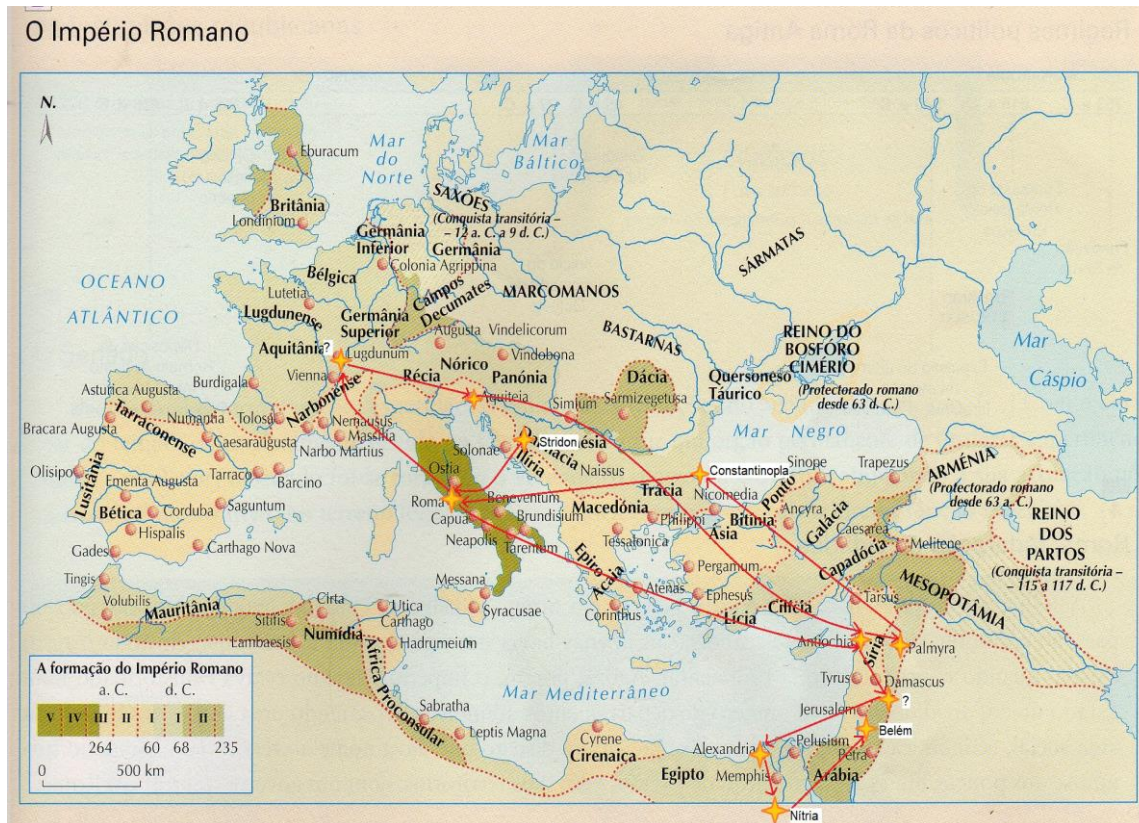 O Império Romano
N.
Eburacum
Britânia
Londinium
Mar
do
Norte
Mar
Báltico
SAXÕES
(Conquista transitória –
– 12 a. C. a 9 d. C.)
Germânia
Inferior
Germânia
Colonia Agrippina
Bélgica
Campos
Decumates
MARCOMANOS
SÁRMATAS
OCEANO
ATLÂNTICO
Lutetia
Lugdunense
Germânia
Superior
Augusta Vindelicorum
BASTARNAS
REINO DO
BOSFÓRO
CIMÉRIO
(Protectorado romano
desde 63 d. C.)
Mar
Cáspio
Aquitânia
?
Lugdunum
Nórico
Vindobona
Vienna
Récia
Panónia
Dácia
Quersoneso
Táurico
Burdigala
Asturica Augusta
Narbonense
Aquiteia
Simium
Sarmizegetusa
Tarraconense
Numantia
Tolosa
Nemausus
Massilia
Mar Negro
Bracara Augusta
Caesaraugusta
Narbo Martius
Solonae
Stridon
Ilíria
Naissus
Constantinopla
Sinope
Trapezus
ARMÉNIA
(Protectorado romano
desde 63 a. C.)
Olisipo
Lusitânia
Tarraco
Barcino
Ostia
Trácia
Nicomedia
Ponto
Ementa Augusta
Saguntum
Roma
Beneventum
Macedónia
Philippi
Bitínia
Ancyra
Galácia
Caesarea
REINO
DOS
PARTOS
(Conquista transitória –
– 115 a 117 d. C.)
Bética
Corduba
Capua
Brundisium
Ásia
Melitene
Hispalis
Neapolis
Tarentum
Tessalonica
Capadócia
Gades
Carthago Nova
Epiro
Pergamum
MESOPOTÂMIA
Tingis
Messana
Acaia
Atenas
Ephesus
Cilícia
Tarsus
Volubilis
Mauritânia
Cirta
Utica
Carthago
Syracusae
Corinthus
Lícia
Sitifis
Antiochia
Síria
Palmyra
Lambaesis
Numídia
Hadrumeium
África Proconsular
Mar Mediterrâneo
Tyrus
Damascus
?
Sabratha
Jerusalem
Leptis Magna
Cyrene
Alexandria
Pelusium
Belém
Cirenaica
Petra
Egipto
Memphis
Arábia
Nítria
A formação do Império Romano
a. C. d. C.
V IV III II I I II
264 60 68 235
0 500 km